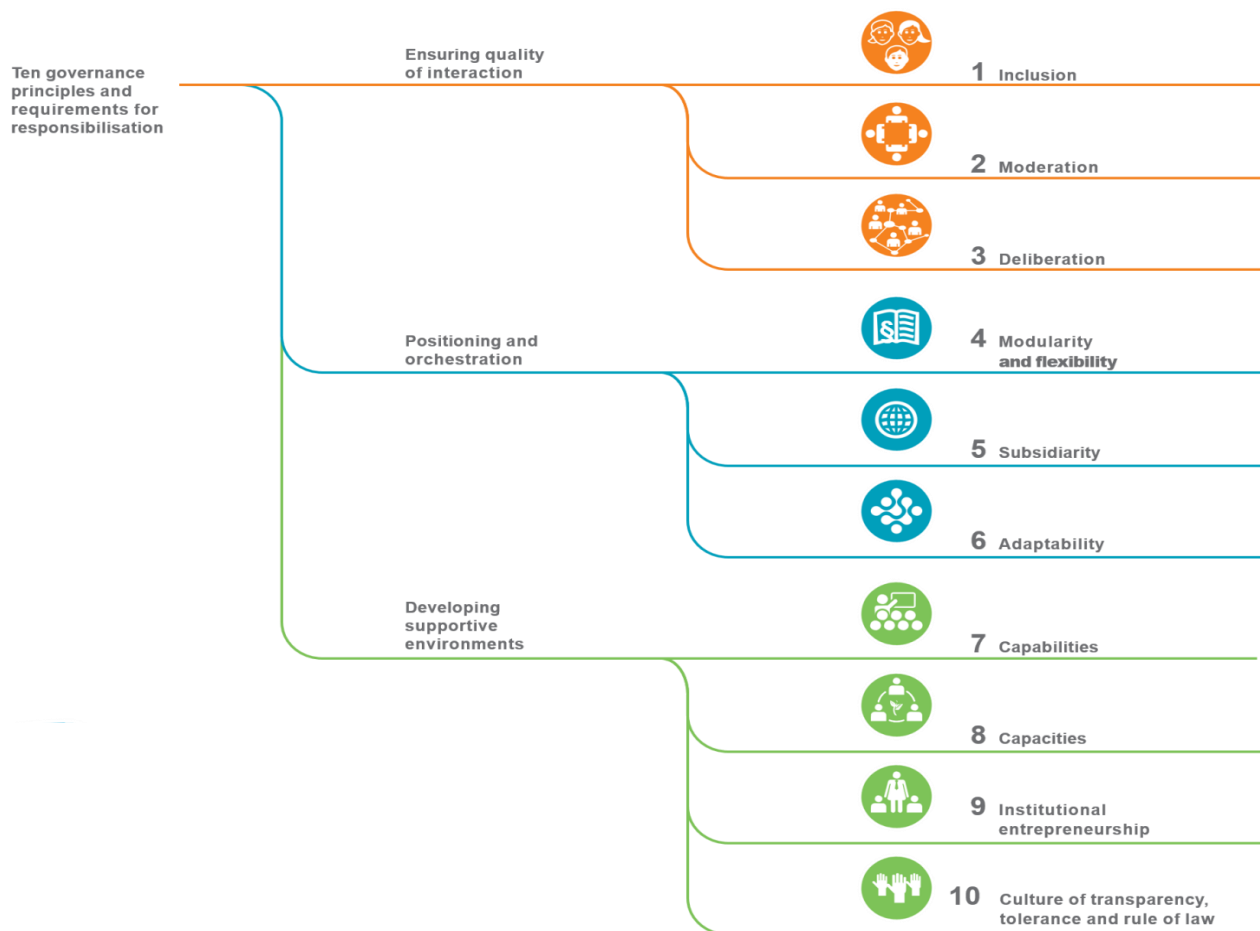 Ten governance
principles and
requirements for
responsibilisation
Ensuring quality
of interaction
1 Inclusion
2 Moderation
3 Deliberation
Positioning and
orchestration
§
4 Modularity
and flexibility
5 Subsidiarity
6 Adaptability
Developing
supportive
environments
7 Capabilities
8 Capacities
9 Institutional
entrepreneurship
10 Culture of transparency,
tolerance and rule of law